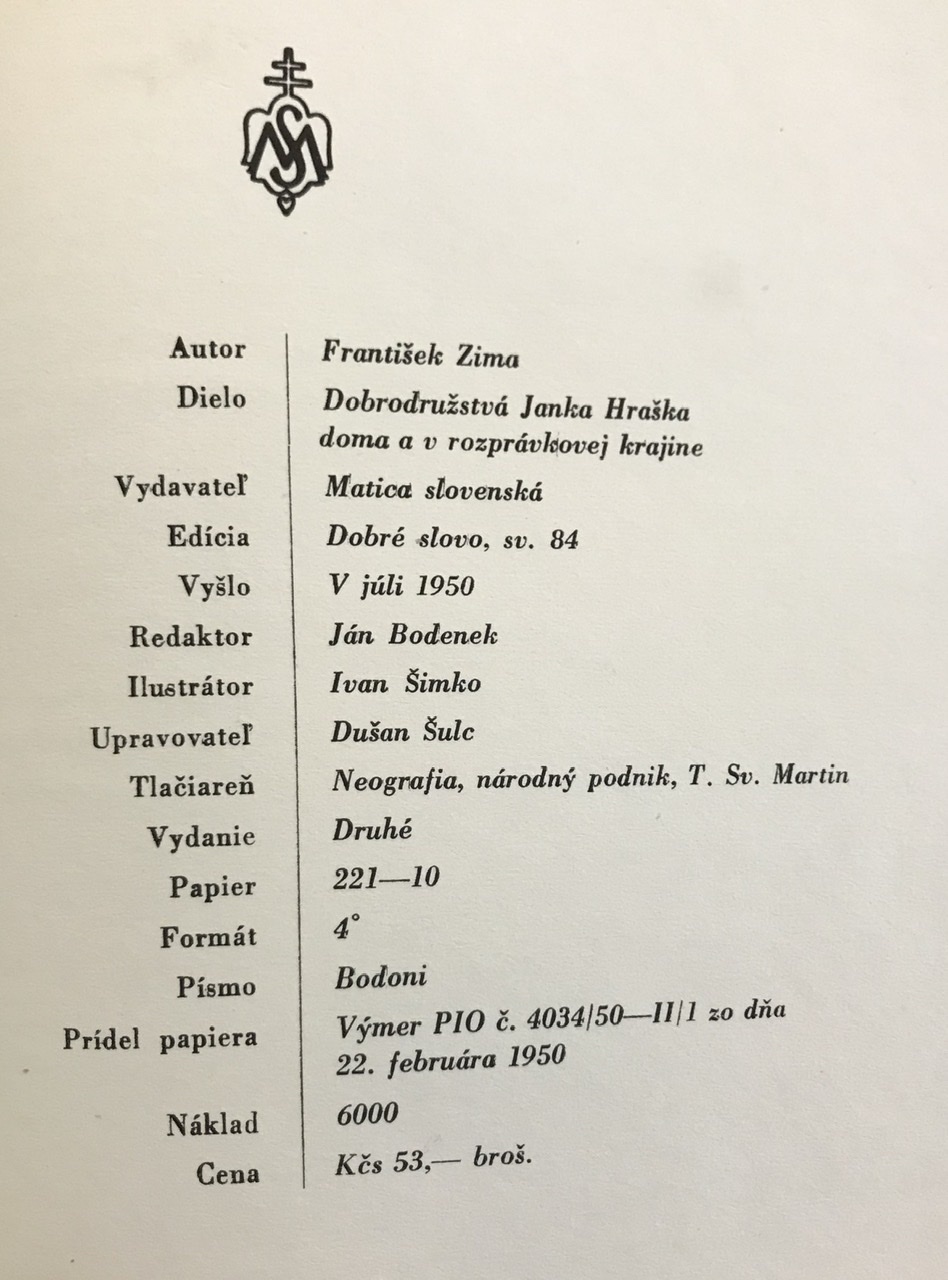 MS
Autor František Zima
Dielo Dobrodružstvá Janka Hraška
doma a v rozprávkovej krajine
Vydavateľ Matica slovenská
Edícia Dobré slovo, sv. 84
Vyšlo V júli 1950
Redaktor Ján Bodenek
Ilustrátor Ivan Šimko
Upravovateľ Dušan Šulc
Tlačiareň Neografia, národný podnik, T. Sv. Martin
Vydanie Druhé
Papier 221—10
Formát 4°
Písmo Bodoni
Prídel papiera Výmer PIO č. 4034/50—II/1 zo dňa
22. februára 1950
Náklad 6000
Cena Kčs 53,— broš.